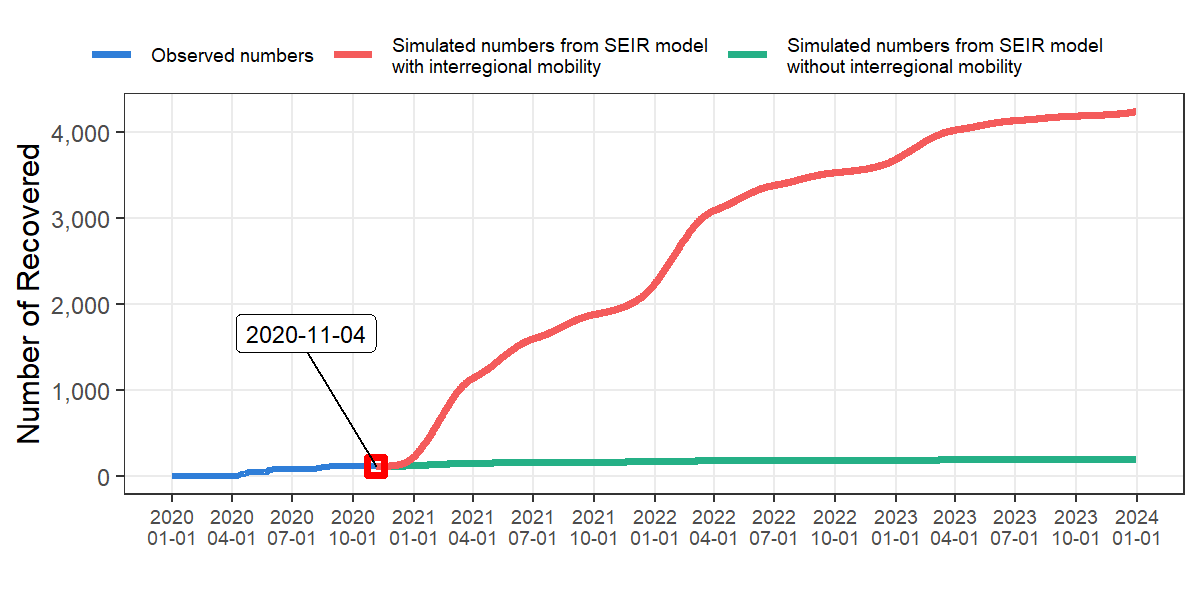 Observed numbers
Simulated numbers from SEIR model
with interregional mobility
Simulated numbers from SEIR model
without interregional mobility
Number of Recovered
4,000
3,000
2,000
1,000
0
2020-11-04
2020 2020 2020 2020 2021 2021 2021 2021 2022 2022 2022 2022 2023 2023 2023 2023 2024
01-01 04-01 07-01 10-01 01-01 04-01 07-01 10-01 01-01 04-01 07-01 10-01 01-01 04-01 07-01 10-01 01-01